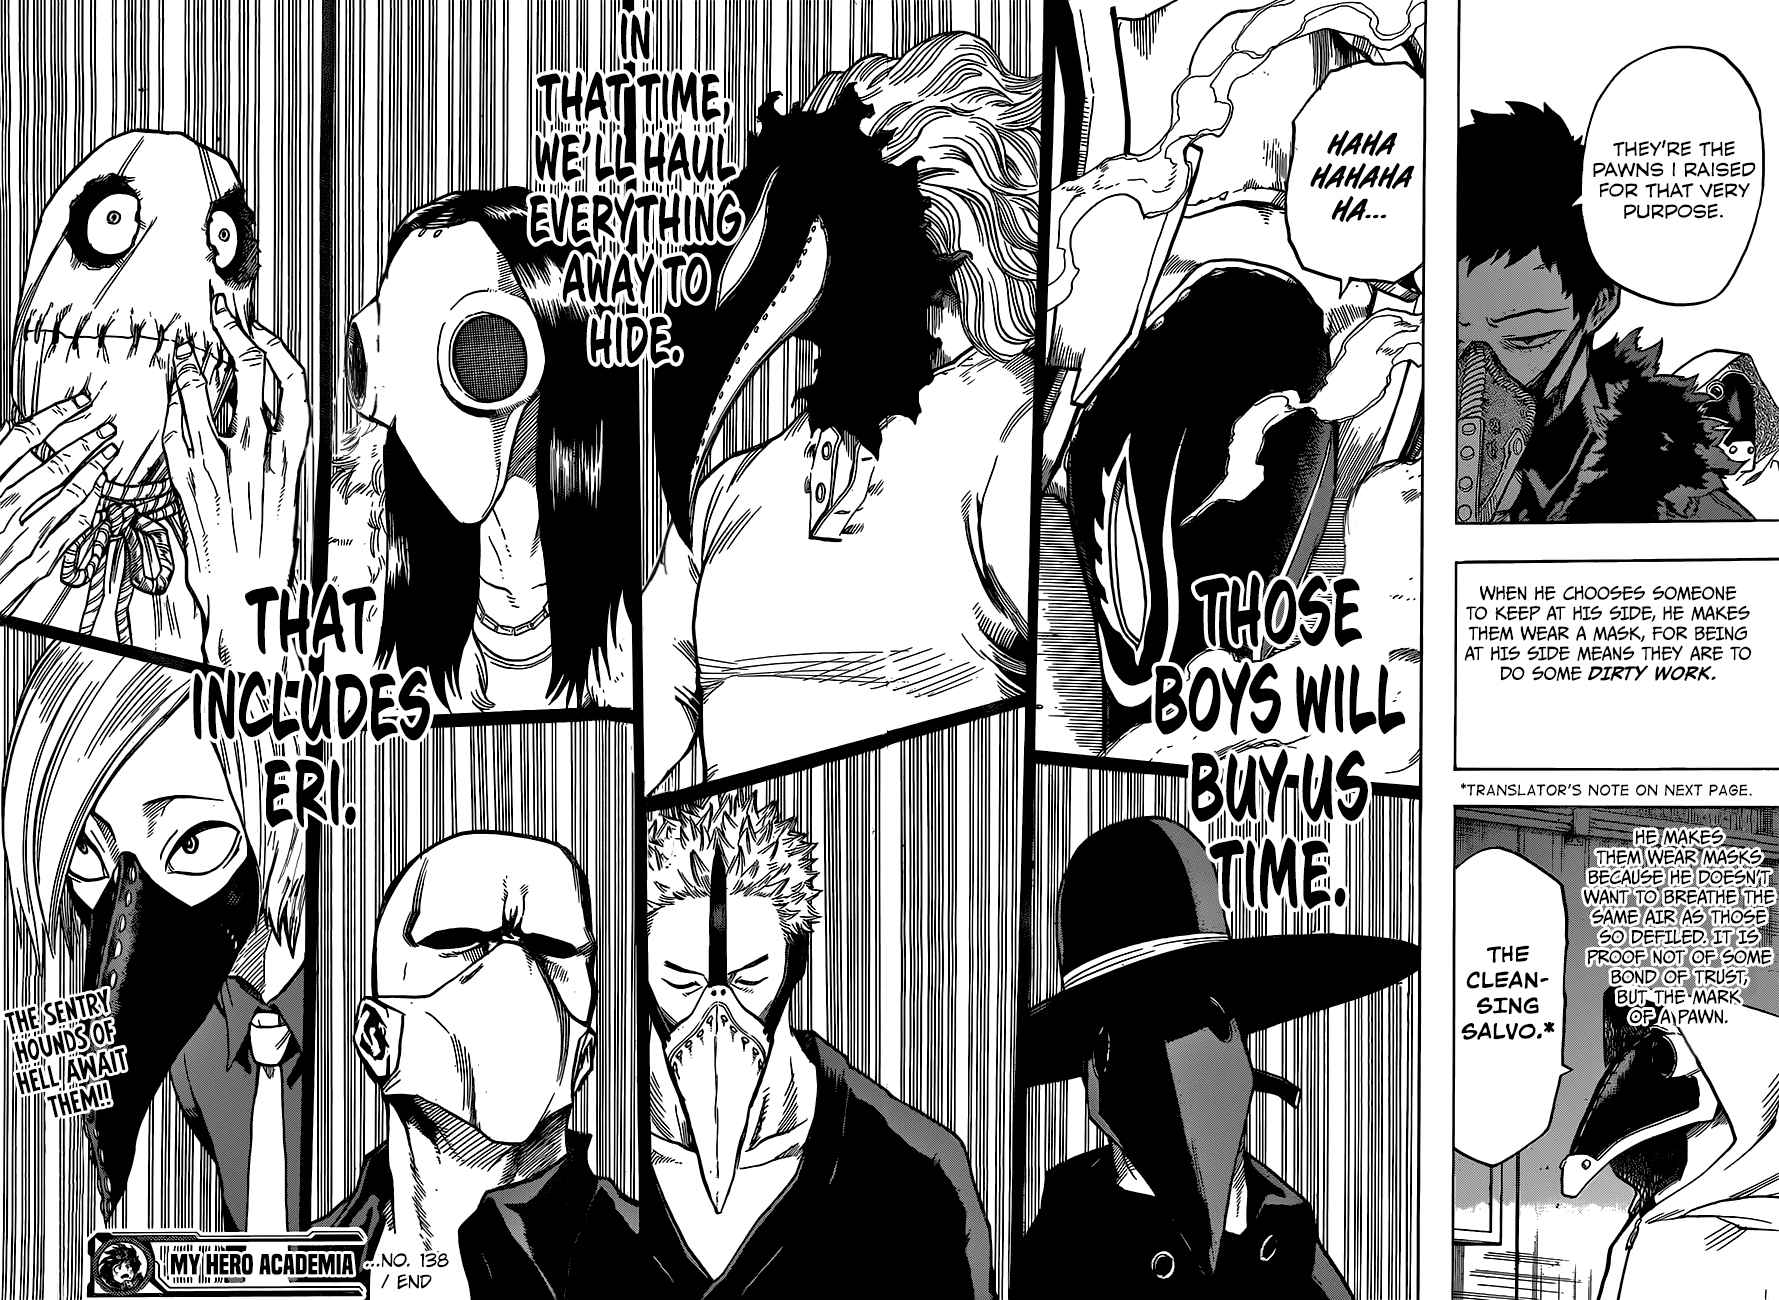 THEY'RE THE
PAWNS I RAISED
FOR THAT VERY
PURPOSE.
WHEN HE CHOOSES SOMEONE
TO KEEP AT HIS SIDE, HE MAKES
THEM WEAR A MASK, FOR BEING
AT HIS SIDE MEANS THEY ARE TO
DO SOME DIRTY WORK.
*TRANSLATOR'S NOTE ON NEXT PAGE.
HE MAKES
THEM WEAR MASKS
BECAUSE HE DOESN'T
WANT TO BREATHE THE
SAME AIR AS THOSE
SO DEFILED. IT IS
PROOF NOT OF SOME
BOND OF TRUST,
BUT THE MARK
OF A PAWN.
THE
CLEAN-
SING
SALVO.*
HAHA
HAHAHA
HA...
THOSE
BOYS WILL
BUY US
TIME.
IN
THAT TIME,
WE'LL HAUL
EVERYTHING
AWAY TO
HIDE.
THAT
INCLUDES
ERI.
THE SENTRY
HOUNDS OF
HELL AWAIT
THEM!!
MY HERO ACADEMIA
...NO. 138
/ END